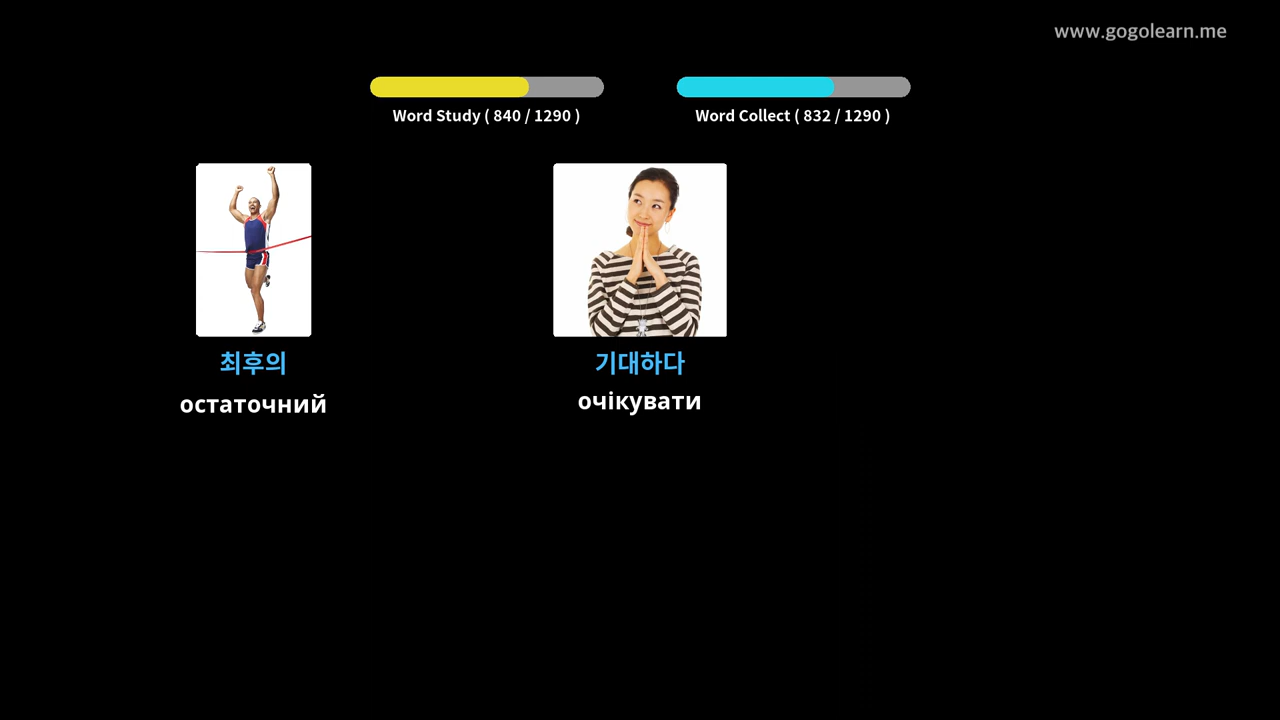 www.gogolearn.me
Word Study ( 840 / 1290 )
Word Collect ( 832 / 1290 )
최후의
остаточний
기대하다
очікувати